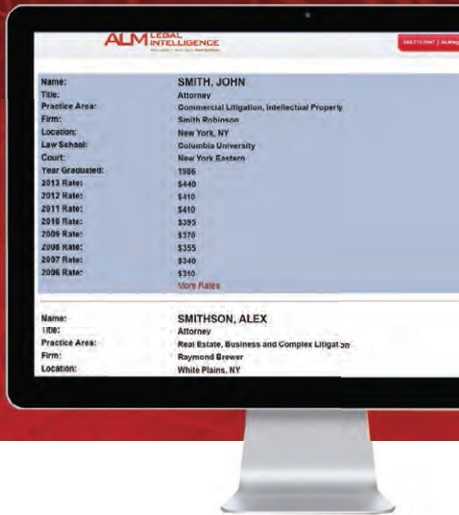 ALM LEGAL
INTELLIGENCE
Name: SMITH, JOHN
Title: Attorney
Practice Area: Commercial Litigation, Intellectual Property
Firm: Smith Robinson
Location: New York, NY
Law School: Columbia University
Court: New York Eastern
Year Graduated: 1986
2013 Rate: $440
2012 Rate: $410
2011 Rate: $410
2010 Rate: $395
2009 Rate: $370
2008 Rate: $355
2007 Rate: $340
2006 Rate: $310
More Rates
Name: SMITHSON, ALEX
Title: Attorney
Practice Area: Real Estate, Business and Complex Litigation
Firm: Raymond Brewer
Location: White Plains, NY